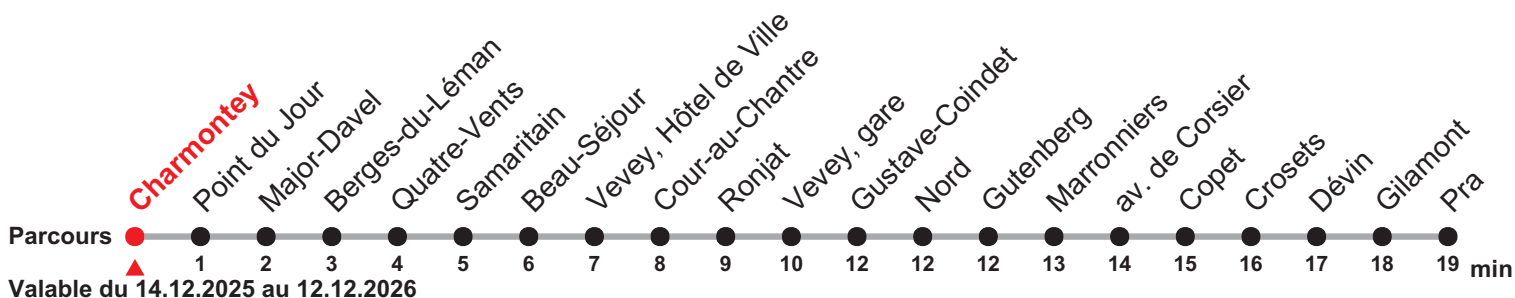 Charmontey
Point du Jour
Major-Davel
Berges-du-Léman
Quatre-Vents
Samaritain
Beau-Séjour
Vevey, Hôtel de Ville
Cour-au-Chantre
Ronjat
Vevey, gare
Gustave-Coindet
Nord
Gutenberg
Marronniers
av. de Corsier
Copet
Crosets
Dévin
Gilamont
Pra
Parcours
1 2 3 4 5 6 7 8 9 10 12 12 12 13 14 15 16 17 18 19 min
Valable du 14.12.2025 au 12.12.2026